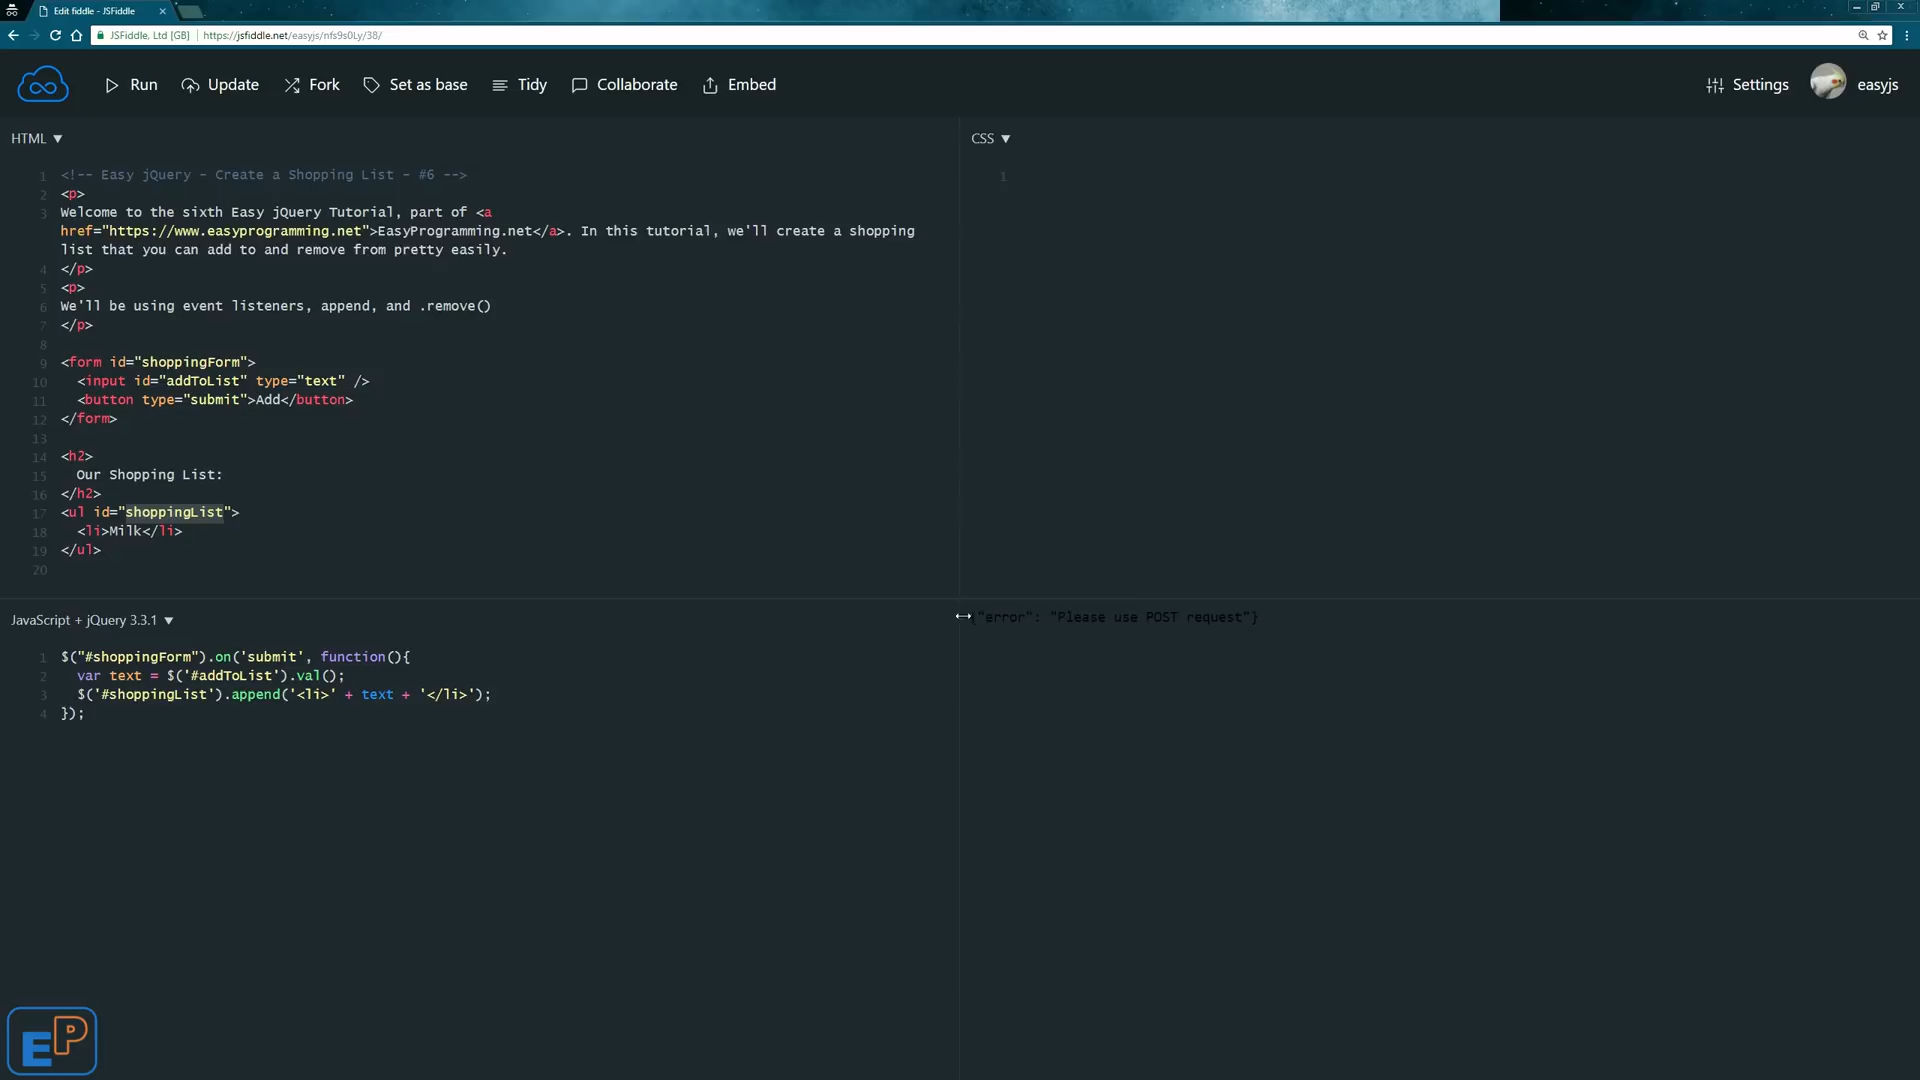 Edit fiddle - JSFiddle
JSFiddle, Ltd [GB] https://jsfiddle.net/easyjs/nfs9s0Ly/38/
Run Update Fork Set as base Tidy Collaborate Embed Settings easyjs
HTML
1 <!-- Easy jQuery - Create a Shopping List - #6 -->
2 <p>
3 Welcome to the sixth Easy jQuery Tutorial, part of <a
href="https://www.easyprogramming.net">EasyProgramming.net</a>. In this tutorial, we'll create a shopping
list that you can add to and remove from pretty easily.
4 </p>
5 <p>
6 We'll be using event listeners, append, and .remove()
7 </p>
8
9 <form id="shoppingForm">
10 <input id="addToList" type="text" />
11 <button type="submit">Add</button>
12 </form>
13
14 <h2>
15 Our Shopping List:
16 </h2>
17 <ul id="shoppingList">
18 <li>Milk</li>
19 </ul>
20
CSS
1
JavaScript + jQuery 3.3.1
1 $("#shoppingForm").on('submit', function(){
2 var text = $('#addToList').val();
3 $('#shoppingList').append('<li>' + text + '</li>');
4 });
{"error": "Please use POST request"}
EP